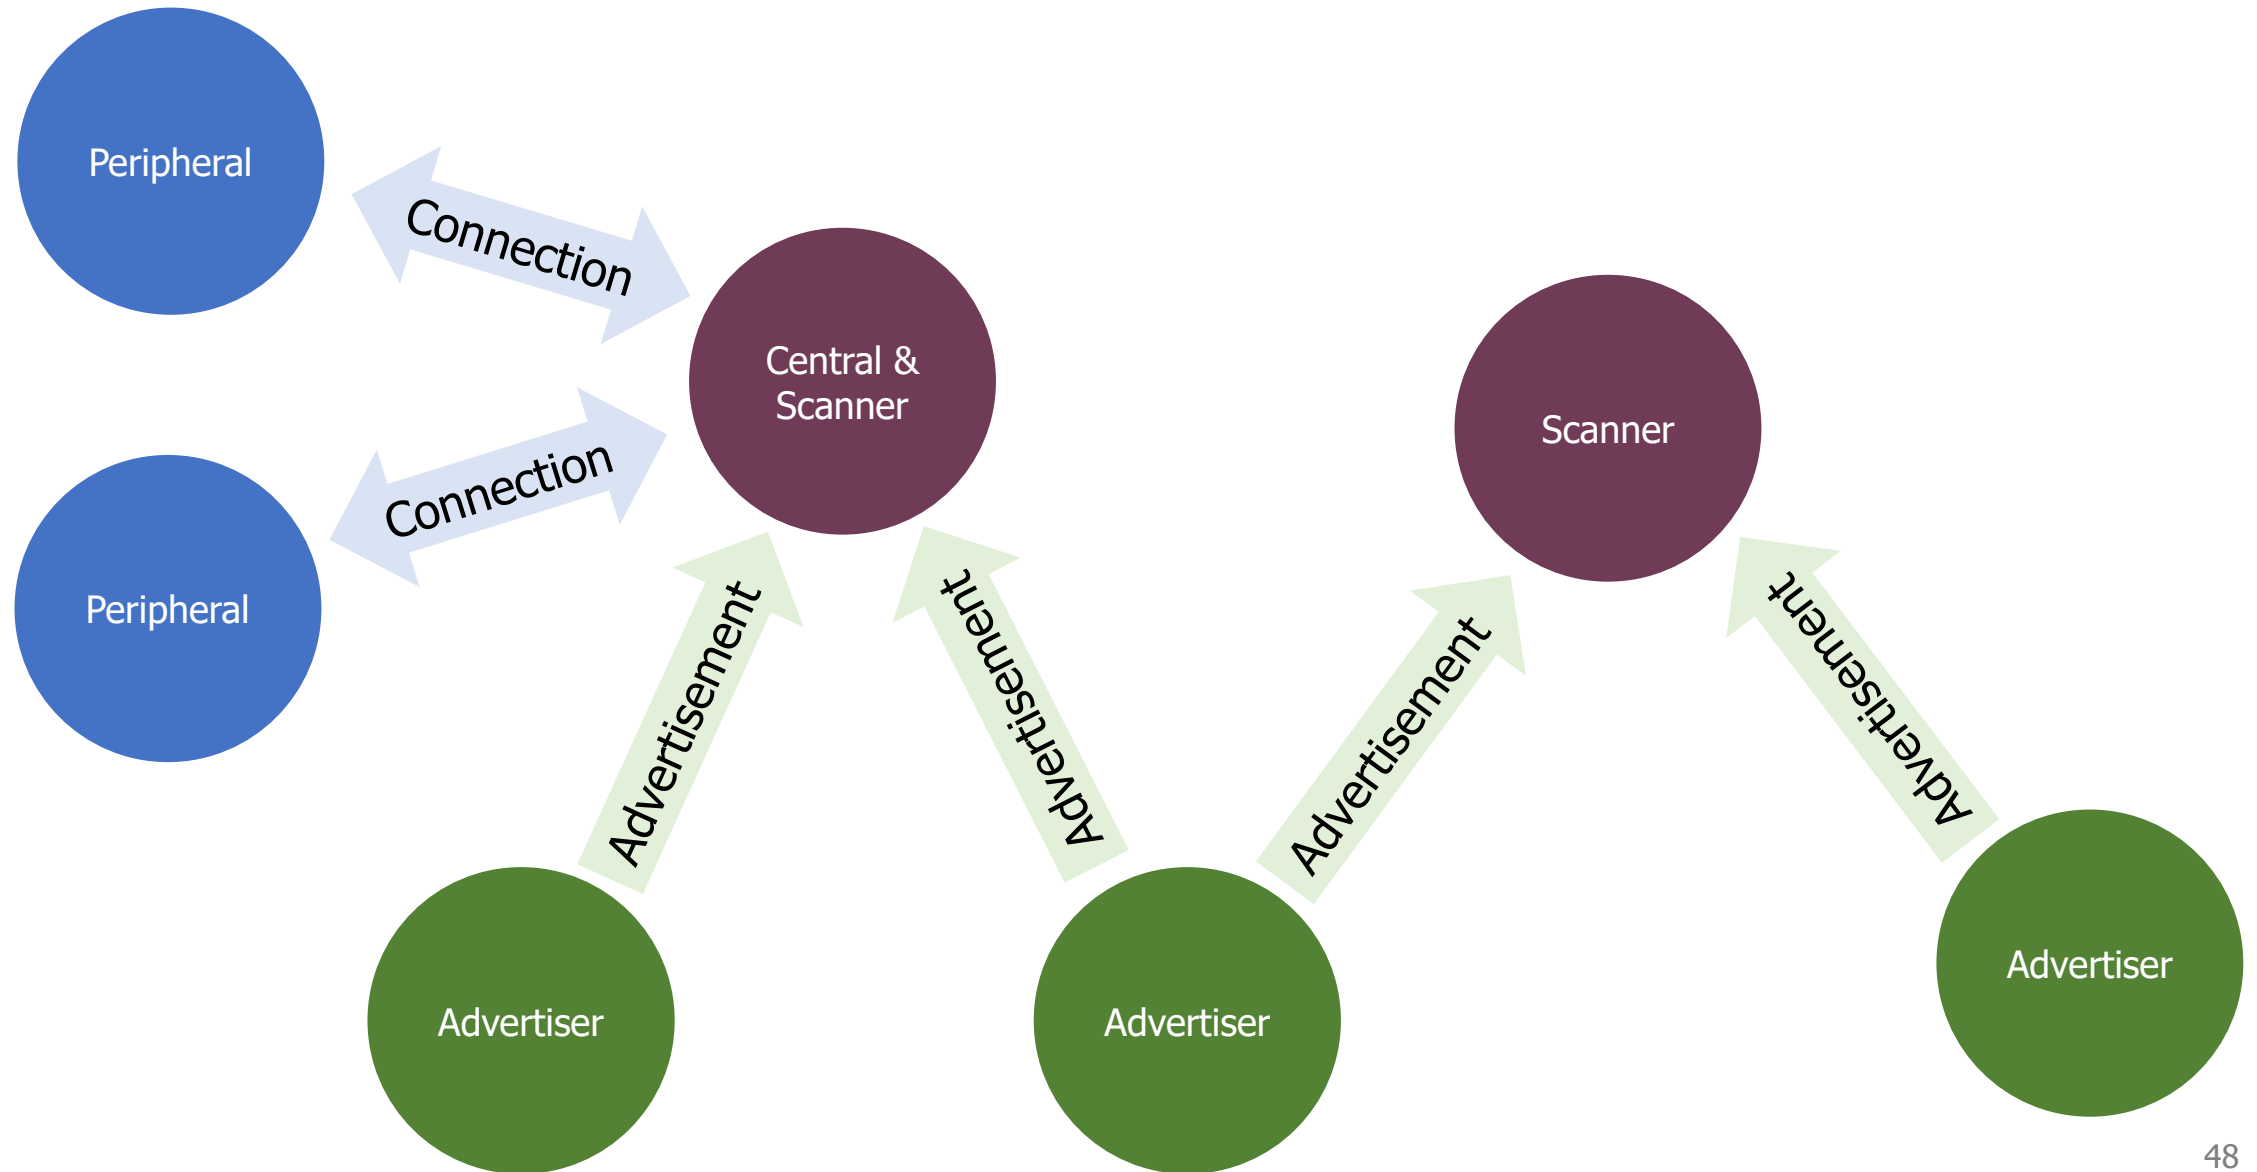 Peripheral
Connection
Central &
Scanner
Scanner
Connection
Peripheral
Advertisement
Advertisement
Advertisement
Advertisement
Advertiser
Advertiser
Advertiser
48